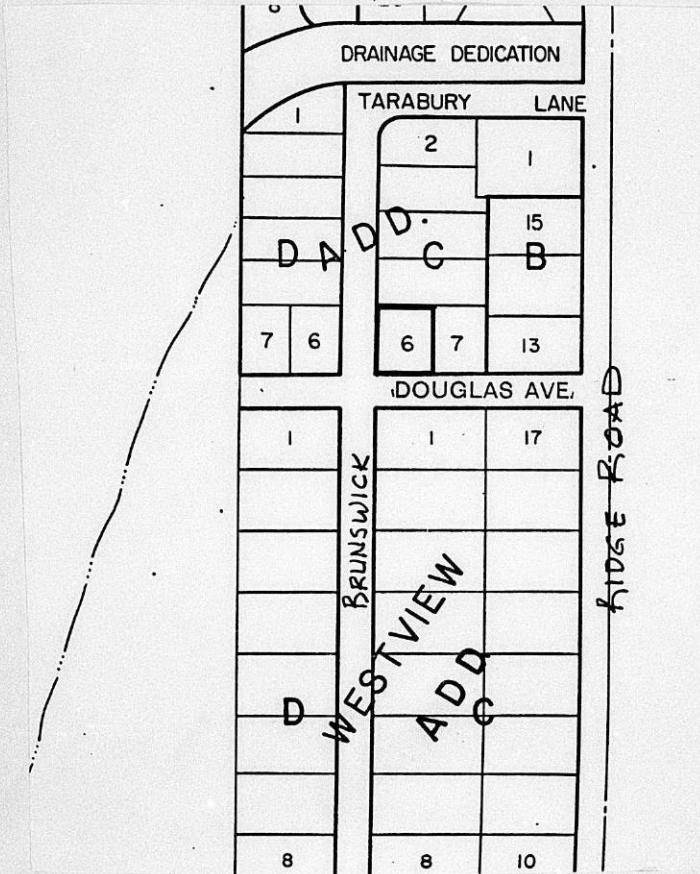 DRAINAGE DEDICATION
TARABURY LANE
1
2
1
15
D ADD.
C
B
7
6
6
7
13
DOUGLAS AVE.
1
1
17
BRUNSWICK
RIDGE ROAD
WESTVIEW
ADD
D
C
8
8
10